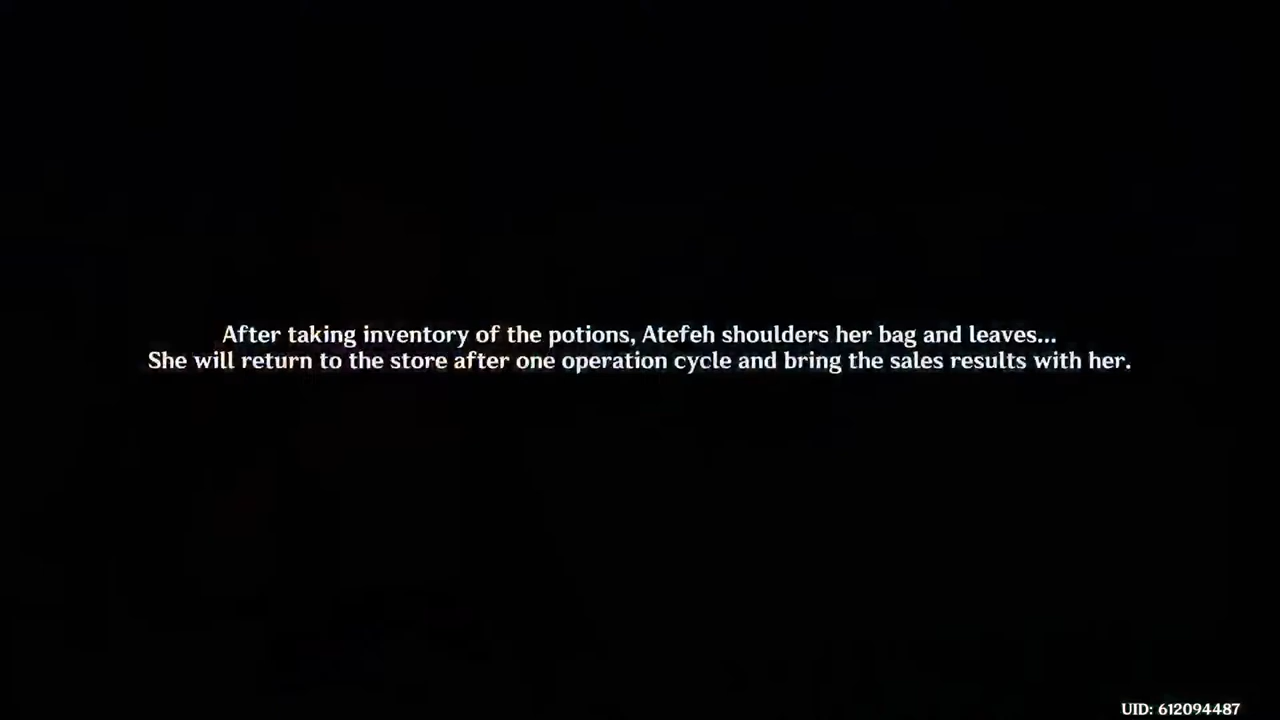 After taking inventory of the potions, Atefeh shoulders her bag and leaves...
She will return to the store after one operation cycle and bring the sales results with her.
UID: 612094487